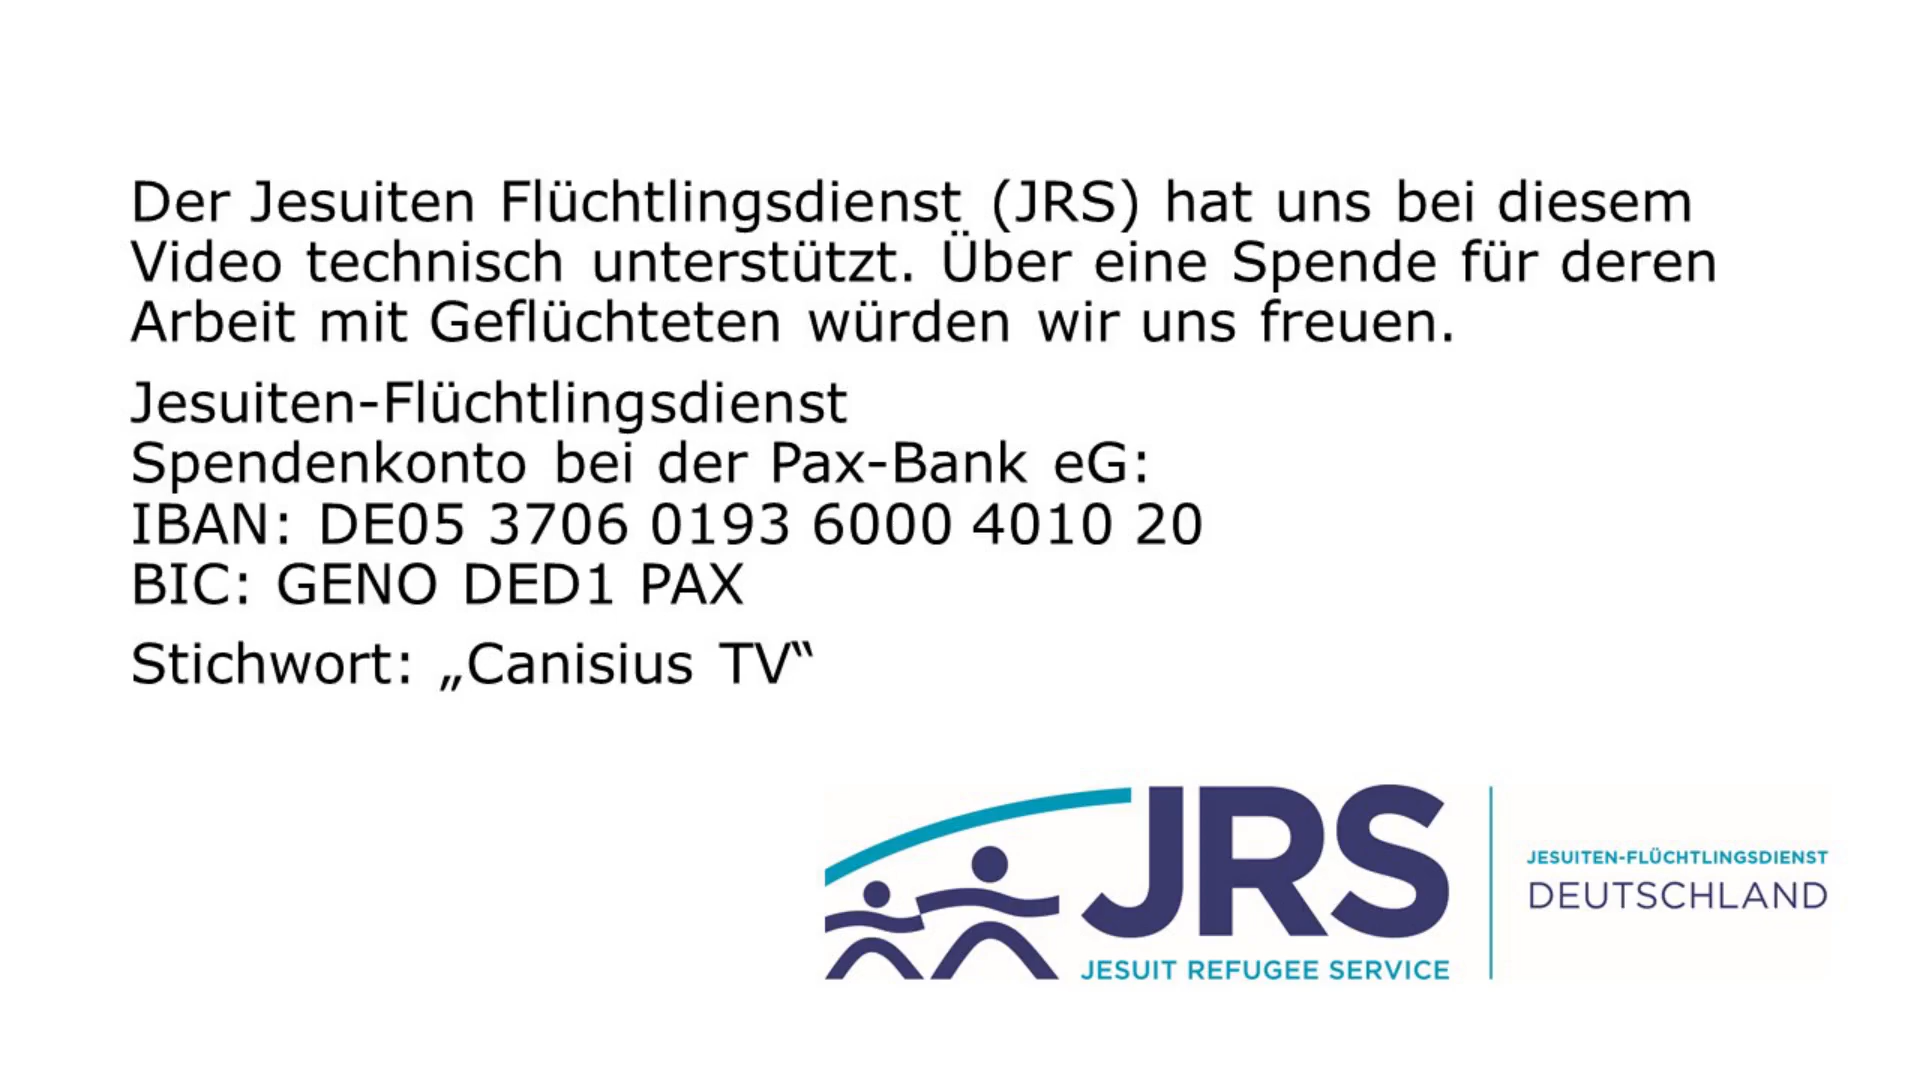 Der Jesuiten Flüchtlingsdienst (JRS) hat uns bei diesem
Video technisch unterstützt. Über eine Spende für deren
Arbeit mit Geflüchteten würden wir uns freuen.
Jesuiten-Flüchtlingsdienst
Spendenkonto bei der Pax-Bank eG:
IBAN: DE05 3706 0193 6000 4010 20
BIC: GENO DED1 PAX
Stichwort: „Canisius TV“
JRS
JESUIT REFUGEE SERVICE
JESUITEN-FLÜCHTLINGSDIENST
DEUTSCHLAND